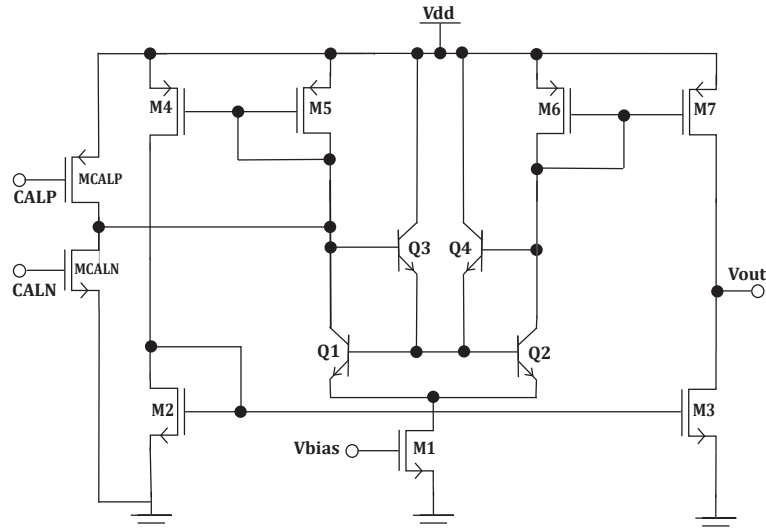 Vdd
M4
M5
M6
M7
MCALP
CALP
Q3
Q4
MCALN
CALN
Vout
Q1
Q2
M2
M3
Vbias
M1